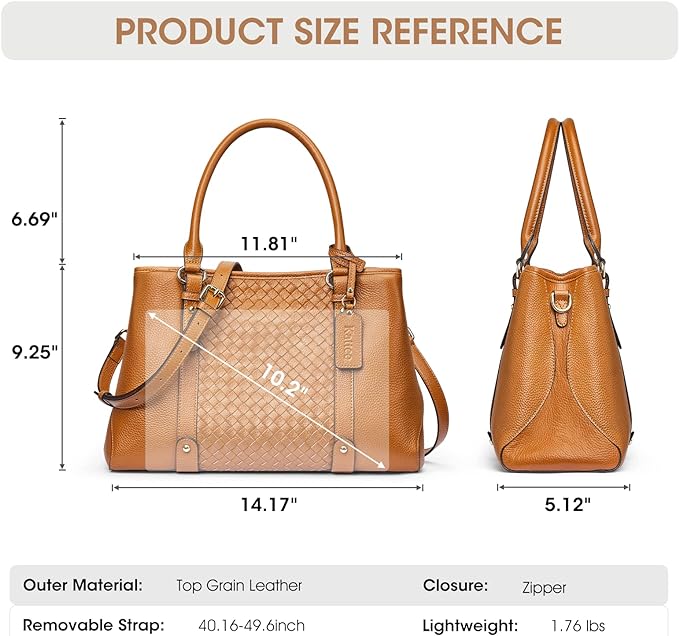 PRODUCT SIZE REFERENCE
6.69"
11.81"
9.25"
10.2"
14.17"
5.12"
Outer Material: Top Grain Leather
Closure: Zipper
Removable Strap: 40.16-49.6inch
Lightweight: 1.76 lbs